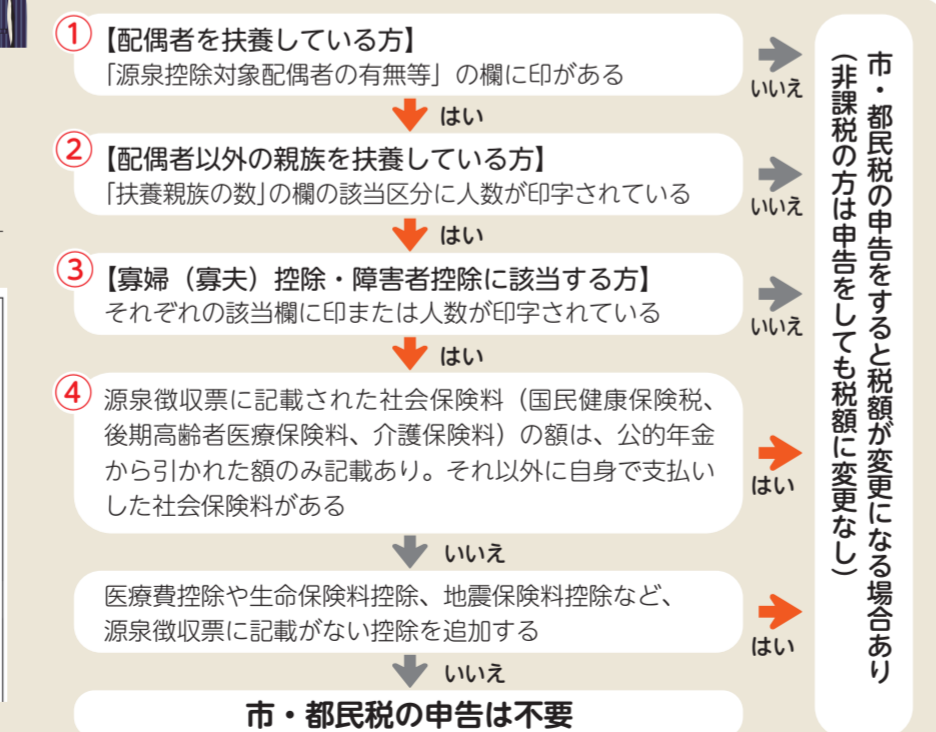 ①【配偶者を扶養している方】
「源泉控除対象配偶者の有無等」の欄に印がある
いいえ
はい
②【配偶者以外の親族を扶養している方】
「扶養親族の数」の欄の該当区分に人数が印字されている
いいえ
はい
③【寡婦(寡夫)控除・障害者控除に該当する方】
それぞれの該当欄に印または人数が印字されている
いいえ
はい
④源泉徴収票に記載された社会保険料(国民健康保険税、
後期高齢者医療保険料、介護保険料)の額は、公的年金
から引かれた額のみ記載あり。それ以外に自身で支払い
した社会保険料がある
はい
いいえ
医療費控除や生命保険料控除、地震保険料控除など、
源泉徴収票に記載がない控除を追加する
はい
いいえ
市・都民税の申告は不要
市・都民税の申告をすると税額が変更になる場合あり
(非課税の方は申告をしても税額に変更なし)